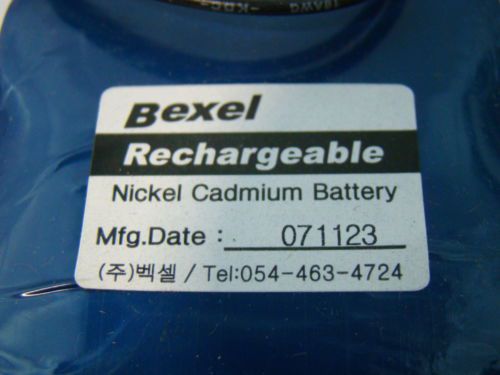 Bexel
Rechargeable
Nickel Cadmium Battery
Mfg.Date : 071123
(주)벡셀 / Tel:054-463-4724